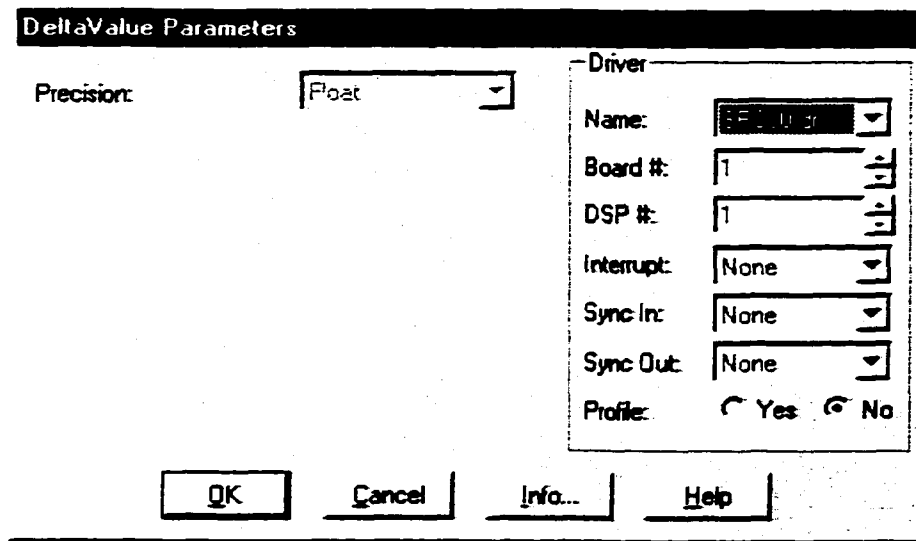 DeltaValue Parameters
Precision: Float
Driver
Name:
Board #: 1
DSP #: 1
Interrupt: None
Sync In: None
Sync Out: None
Profile: Yes No
OK Cancel Info... Help